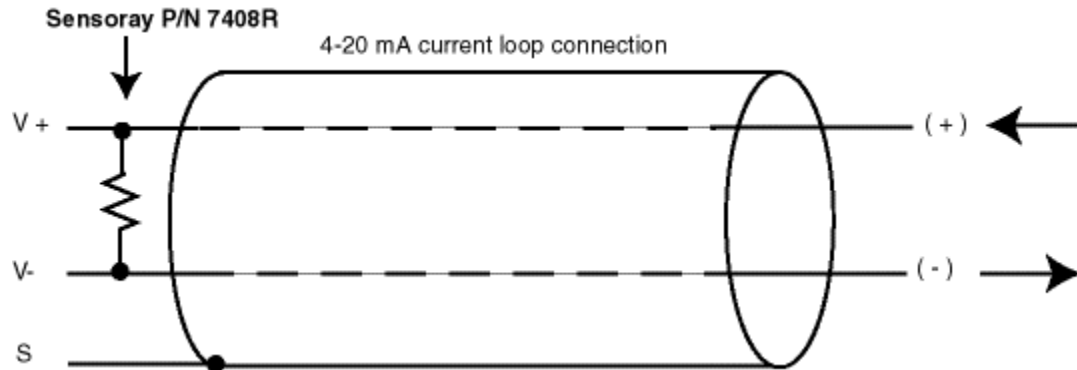 Sensoray P/N 7408R
4-20 mA current loop connection
V +
( + )
V-
( - )
S